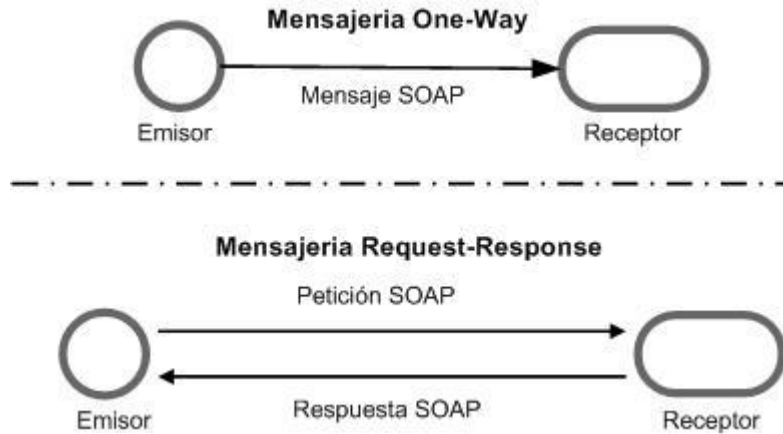 Mensajeria One-Way
Mensaje SOAP
Emisor
Receptor
Mensajeria Request-Response
Petición SOAP
Respuesta SOAP
Emisor
Receptor